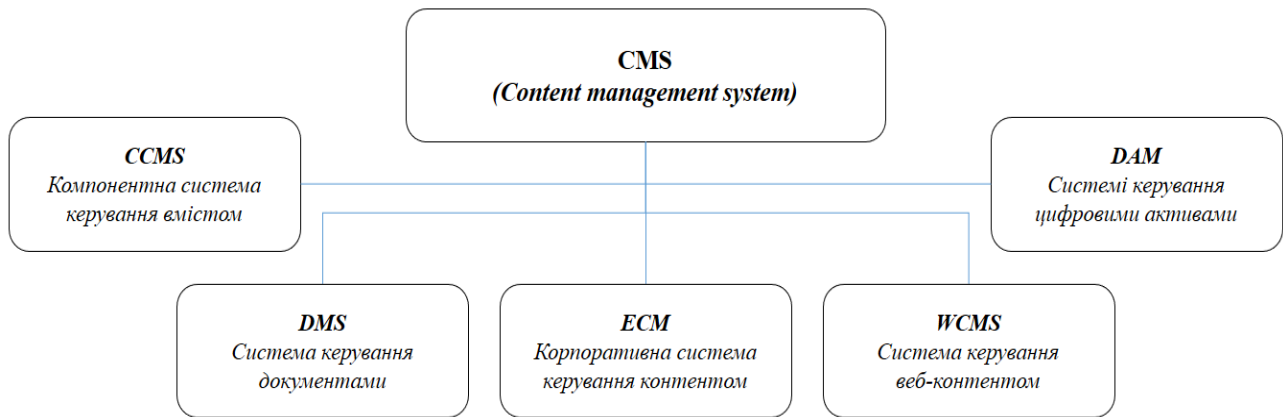 CMS
(Content management system)
CCMS
Компонентна система
керування вмістом
DAM
Системі керування
цифровими активами
DMS
Система керування
документами
ECM
Корпоративна система
керування контентом
WCMS
Система керування
веб-контентом